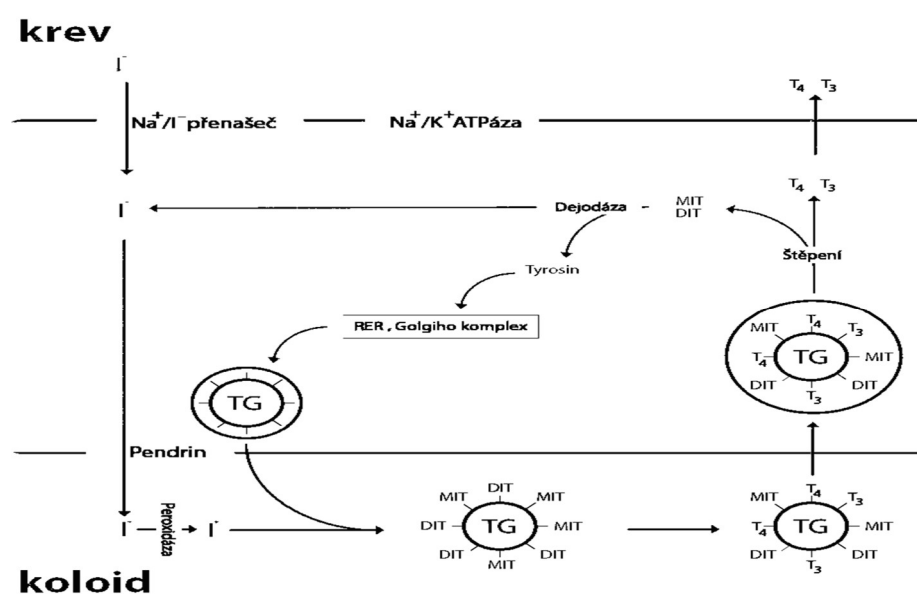 krev
I⁻
T₄ T₃
Na⁺/I⁻přenašeč
Na⁺/K⁺ATPáza
T₄ T₃
I⁻
Dejodáza
MIT
DIT
Štěpení
Tyrosin
RER , Golgiho komplex
MIT
T₄
T₃
T₄
TG
MIT
DIT
T₃
DIT
TG
Pendrin
I⁻
Peroxidáza
I⁻
MIT
DIT
MIT
DIT
TG
MIT
DIT
MIT
DIT
MIT
T₄
T₃
T₄
TG
MIT
DIT
T₃
DIT
koloid